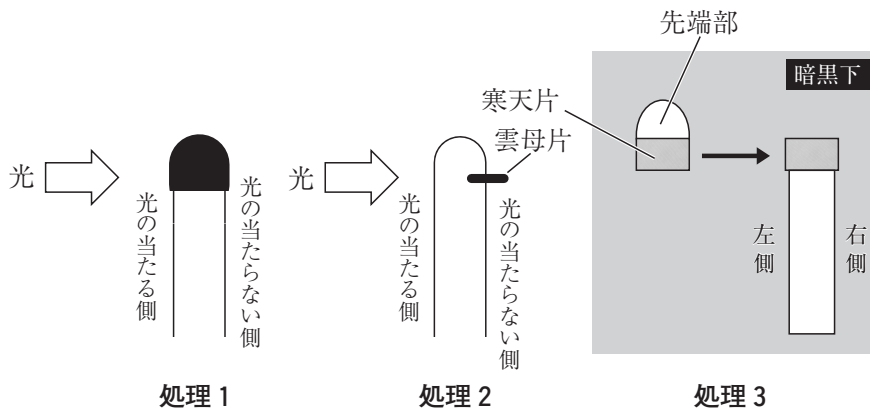 光
光の当たる側
光の当たらない側
処理 1
光
雲母片
光の当たる側
光の当たらない側
処理 2
先端部
暗黒下
寒天片
左側
右側
処理 3